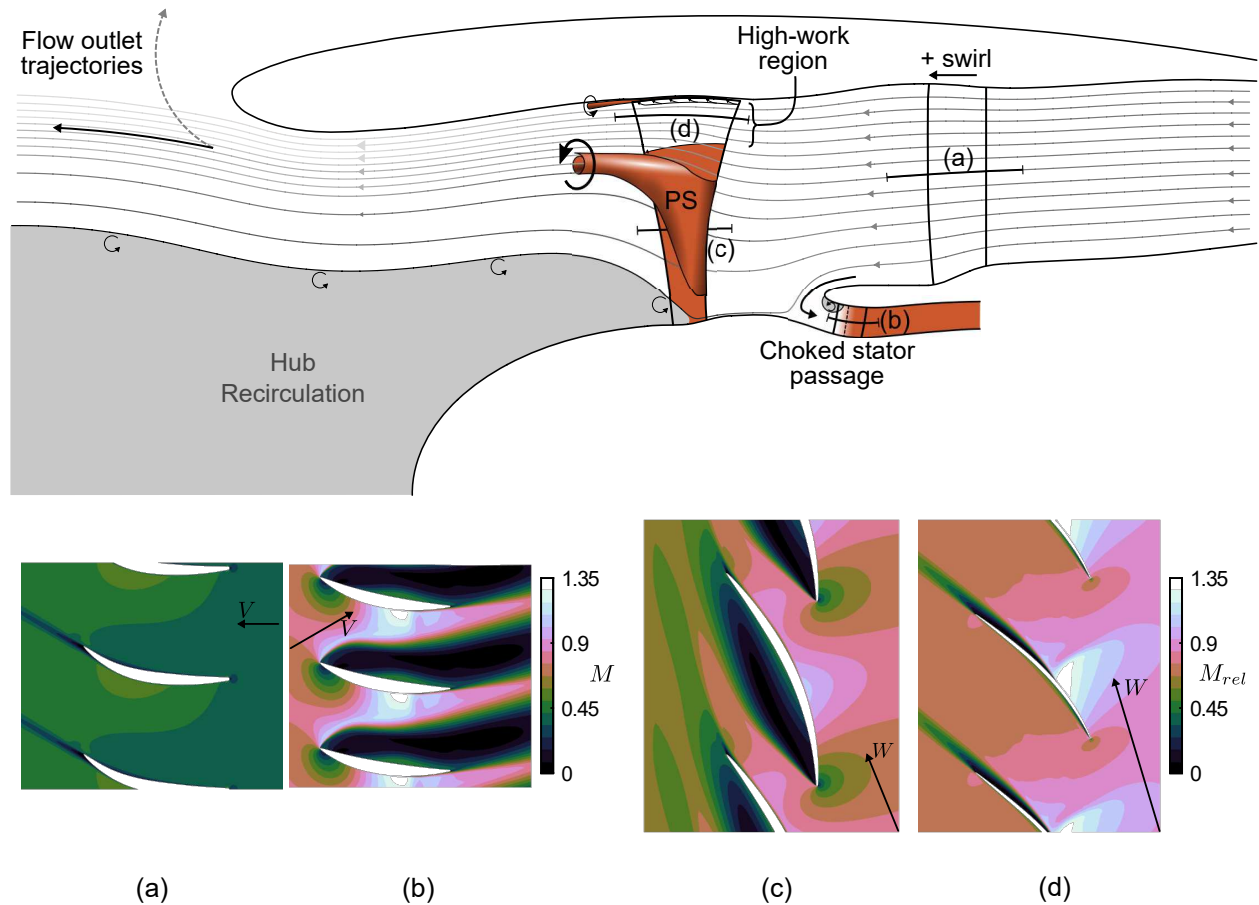 Flow outlet
trajectories
High-work
region
+ swirl
(d)
(a)
PS
(c)
(b)
Choked stator
passage
Hub
Recirculation
V
V
1.35
0.9
M
0.45
0
W
W
1.35
0.9
M_rel
0.45
0
(a)
(b)
(c)
(d)